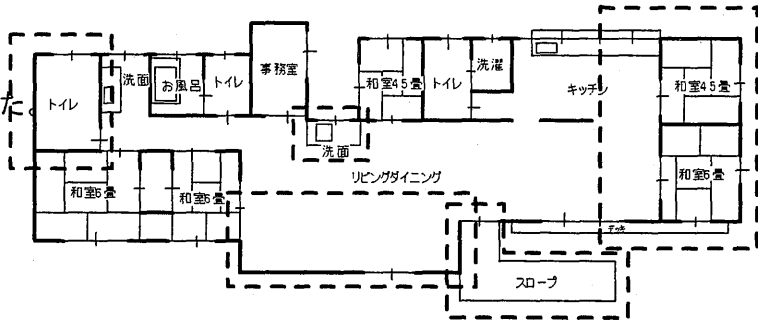 トイレ
洗面
お風呂
トイレ
事務室
和室4.5畳
トイレ
洗濯
キッチン
和室4.5畳
洗面
リビングダイニング
和室6畳
和室6畳
和室6畳
デッキ
スロープ